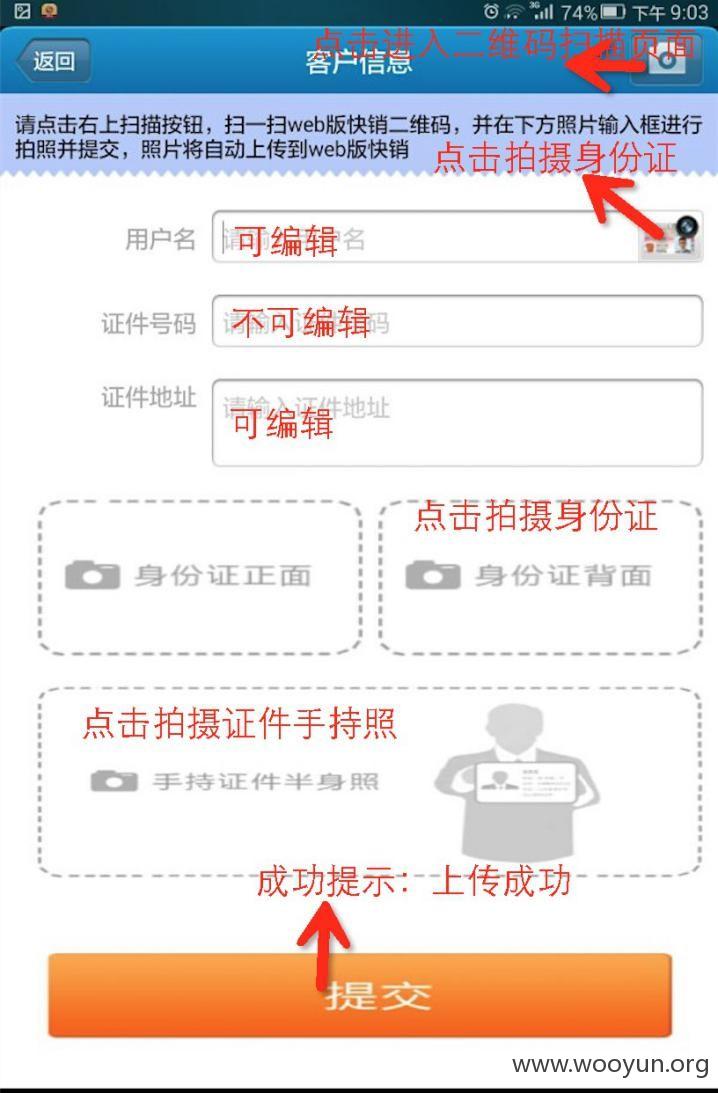 3G 74% 下午 9:03
返回
客户信息
点击进入二维码扫描页面
请点击右上扫描按钮，扫一扫web版快销二维码，并在下方照片输入框进行
拍照并提交，照片将自动上传到web版快销
点击拍摄身份证
用户名
可编辑
证件号码
不可编辑
证件地址
请输入证件地址
可编辑
点击拍摄身份证
身份证正面
身份证背面
点击拍摄证件手持照
手持证件半身照
成功提示：上传成功
提交
www.wooyun.org